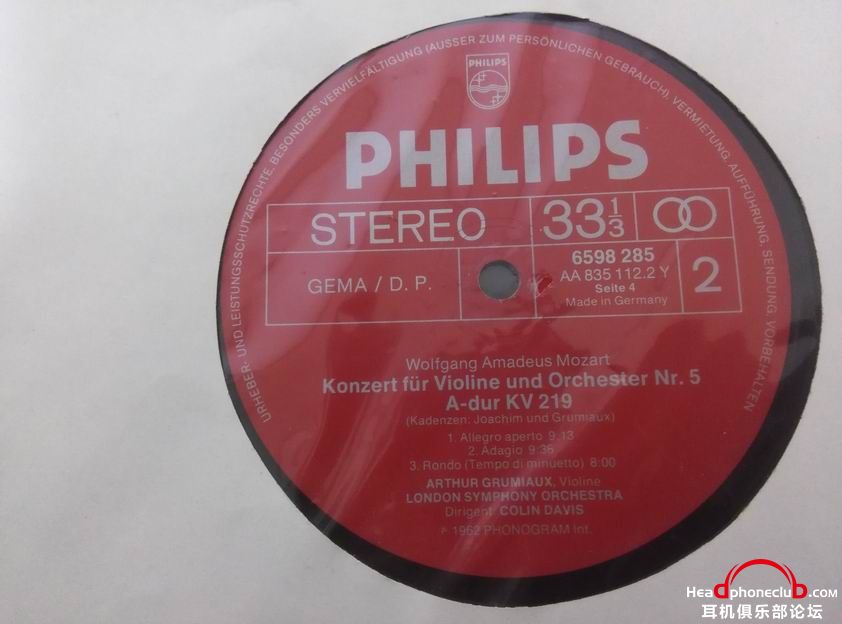 URHEBER- UND LEISTUNGSSCHUTZRECHTE, BESONDERS VERVIELFÄLTIGUNG (AUSSER ZUM PERSÖNLICHEN GEBRAUCH), VERMIETUNG, AUFFÜHRUNG, SENDUNG, VORBEHALTEN
PHILIPS
PHILIPS
STEREO
33 1/3
GEMA / D. P.
6598 285
AA 835 112.2 Y
Seite 4
Made in Germany
2
Wolfgang Amadeus Mozart
Konzert für Violine und Orchester Nr. 5
A-dur KV 219
(Kadenzen: Joachim und Grumiaux)
1. Allegro aperto 9:13
2. Adagio 9:36
3. Rondo (Tempo di minuetto) 8:00
ARTHUR GRUMIAUX, Violine
LONDON SYMPHONY ORCHESTRA
Dirigent: COLIN DAVIS
℗ 1962 PHONOGRAM Int.
Headphoneclub.com
耳机俱乐部论坛